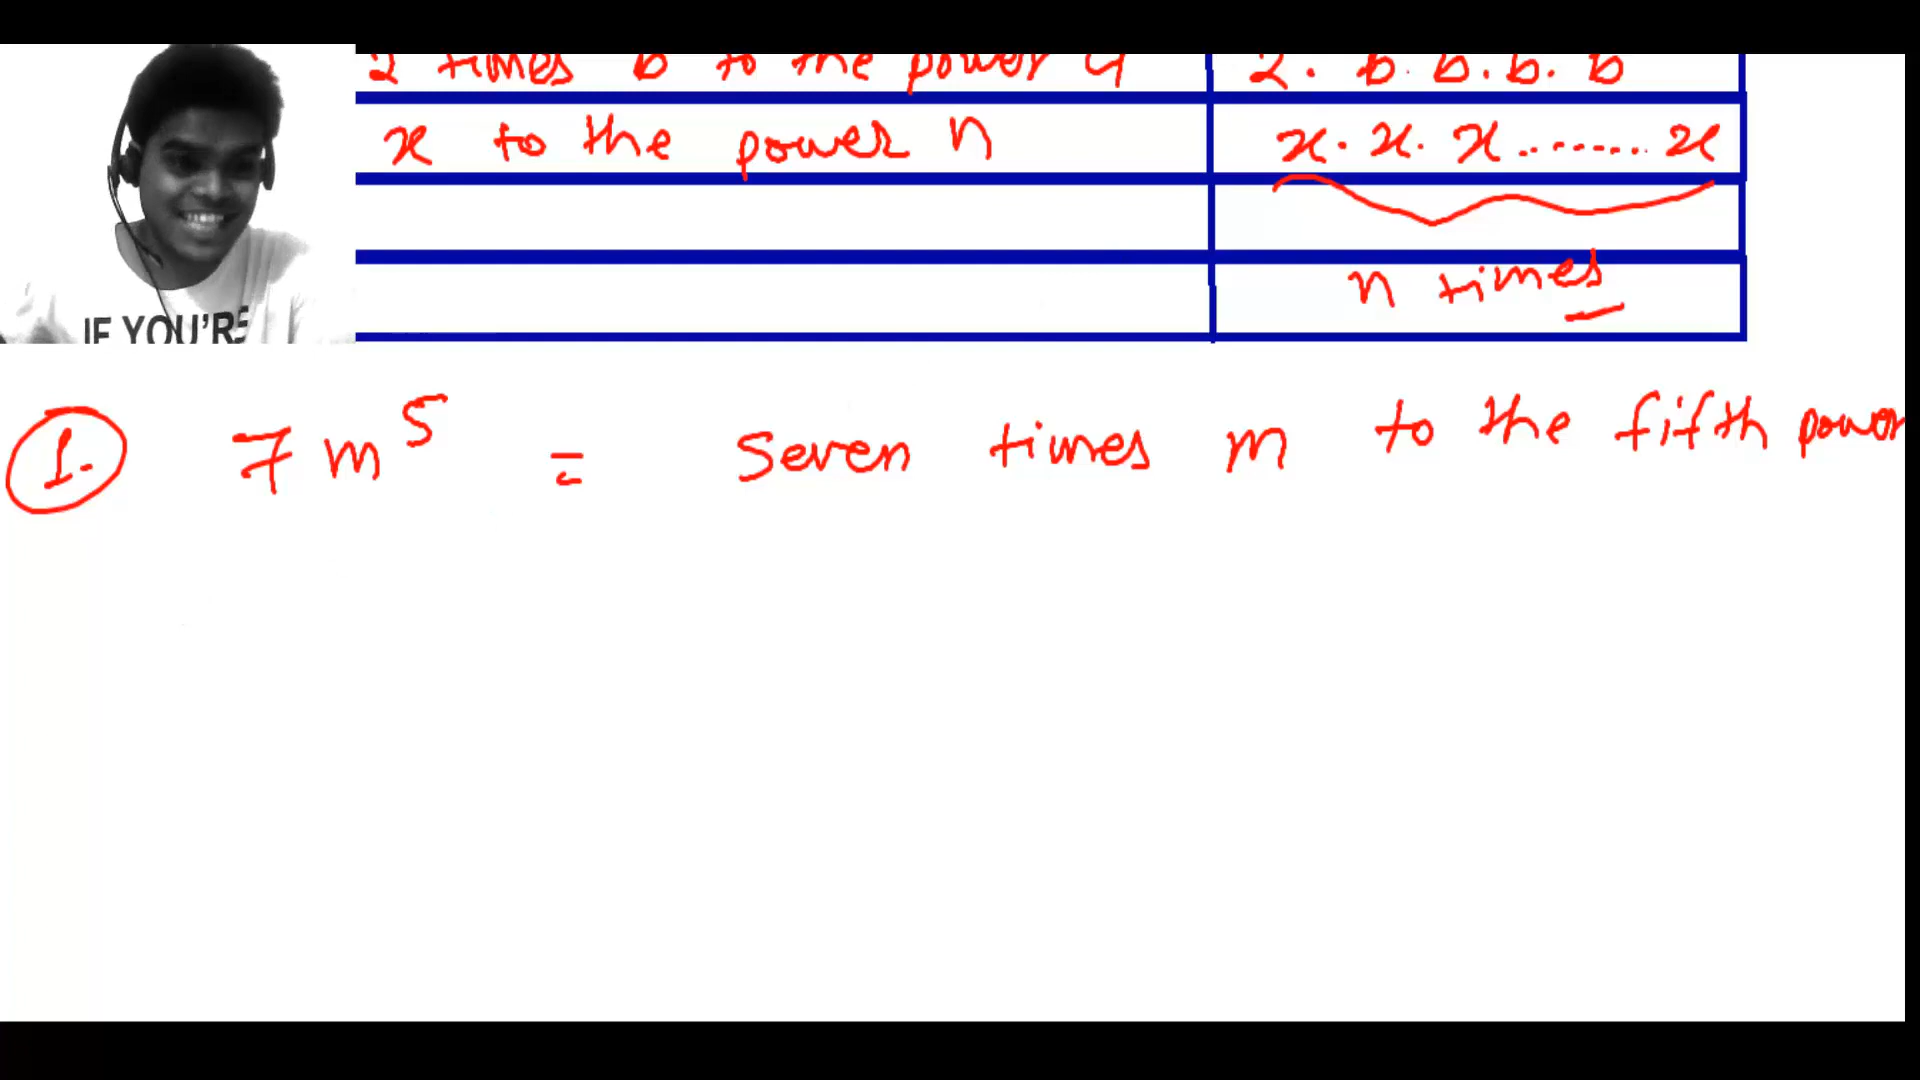 2 times b to the power 4 2. b. b. b. b
x to the power n x. x. x ........ x
n times
IF YOU'RE
1. 7m⁵ = Seven times m to the fifth power